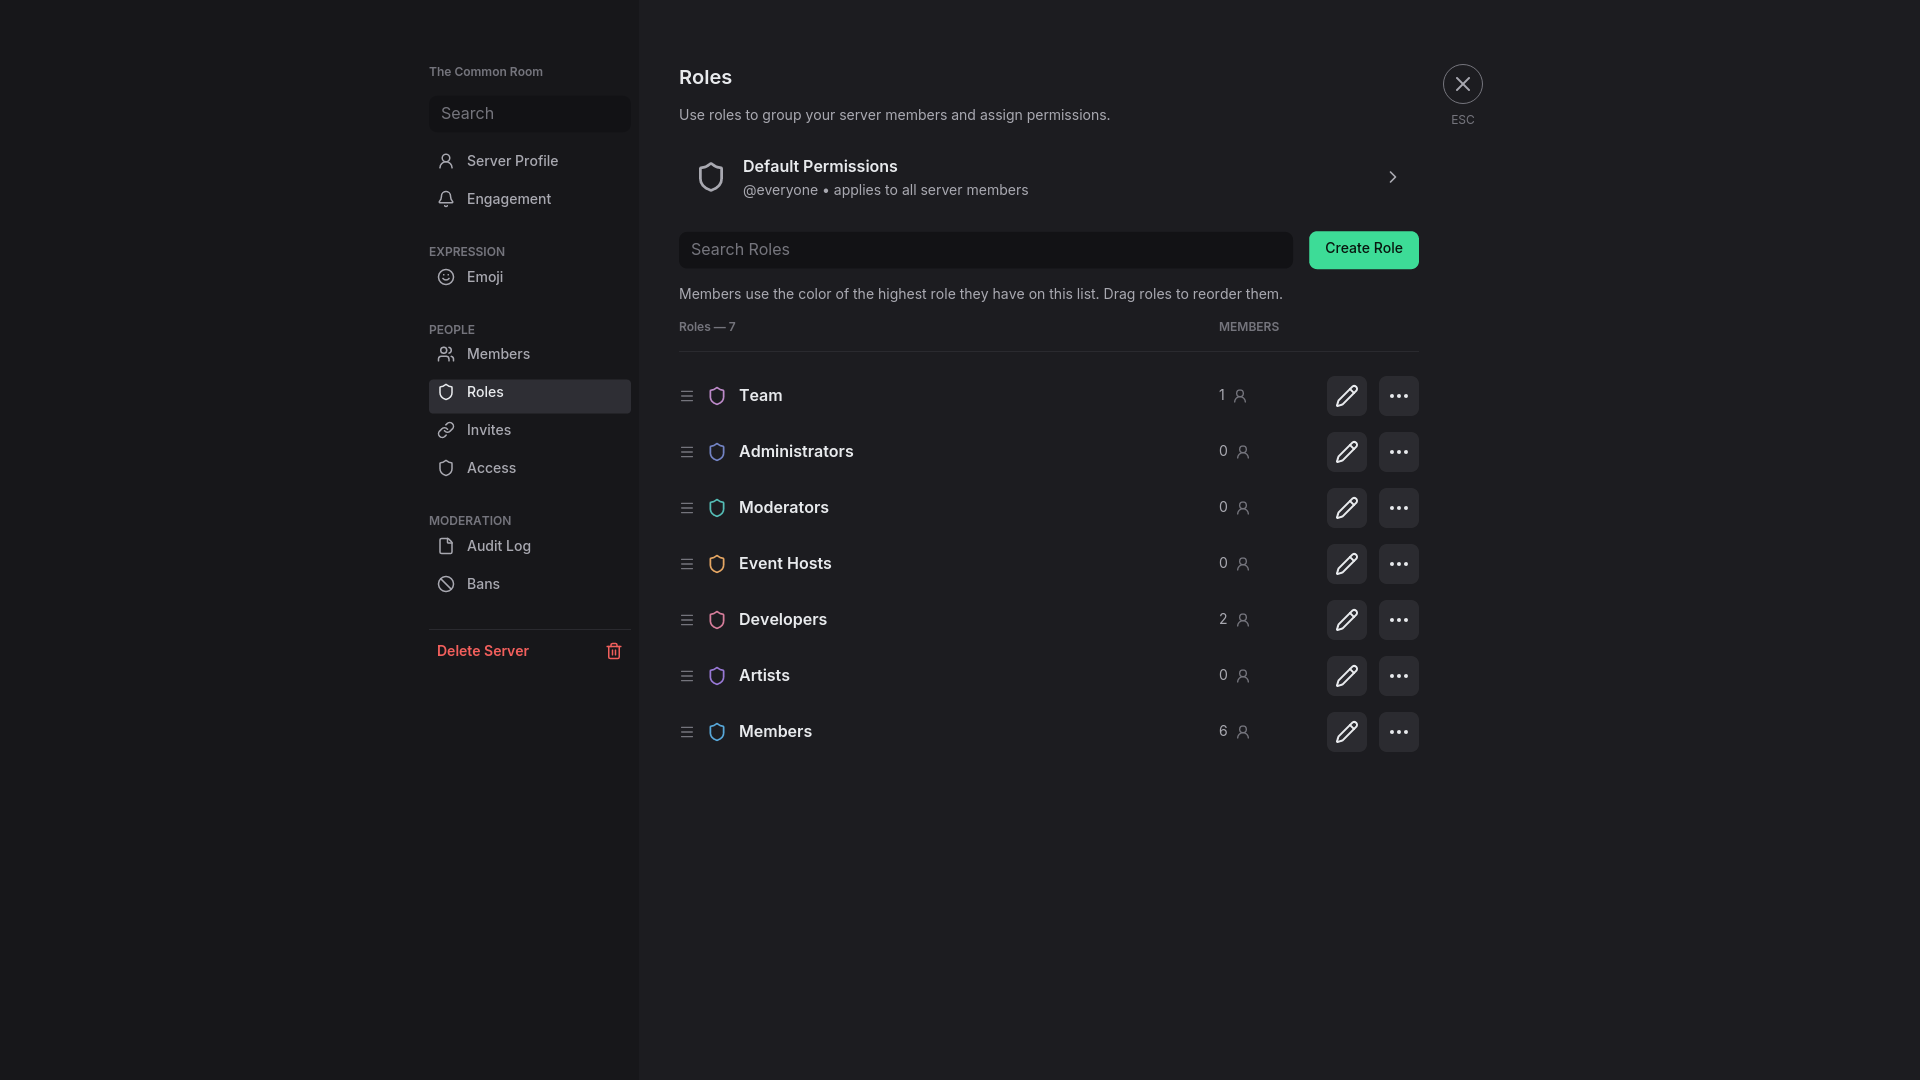 The Common Room
Search
Server Profile
Engagement
EXPRESSION
Emoji
PEOPLE
Members
Roles
Invites
Access
MODERATION
Audit Log
Bans
Delete Server
Roles
Use roles to group your server members and assign permissions.
Default Permissions
@everyone • applies to all server members
Search Roles
Create Role
Members use the color of the highest role they have on this list. Drag roles to reorder them.
Roles — 7 MEMBERS
Team 1
Administrators 0
Moderators 0
Event Hosts 0
Developers 2
Artists 0
Members 6
ESC